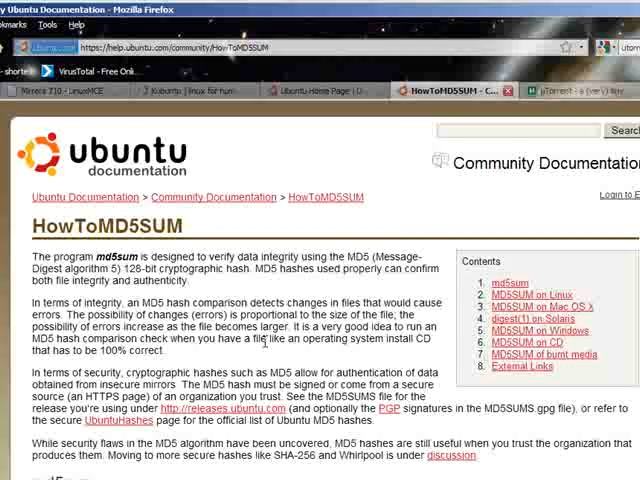 y Ubuntu Documentation - Mozilla Firefox
okmarks Tools Help
https://help.ubuntu.com/community/HowToMD5SUM
- shorte VirusTotal - Free Onl...
Mirrors 710 - LinuxMCE Kubuntu | linux for hum Ubuntu Home Page | U HowToMD5SUM - C... µTorrent - a (very) tiny
Search
ubuntu
documentation
Community Documentation
Login to E
Ubuntu Documentation > Community Documentation > HowToMD5SUM
HowToMD5SUM
The program md5sum is designed to verify data integrity using the MD5 (Message-
Digest algorithm 5) 128-bit cryptographic hash. MD5 hashes used properly can confirm
both file integrity and authenticity.
In terms of integrity, an MD5 hash comparison detects changes in files that would cause
errors. The possibility of changes (errors) is proportional to the size of the file; the
possibility of errors increase as the file becomes larger. It is a very good idea to run an
MD5 hash comparison check when you have a file like an operating system install CD
that has to be 100% correct.
In terms of security, cryptographic hashes such as MD5 allow for authentication of data
obtained from insecure mirrors. The MD5 hash must be signed or come from a secure
source (an HTTPS page) of an organization you trust. See the MD5SUMS file for the
release you're using under http://releases.ubuntu.com (and optionally the PGP signatures in the MD5SUMS.gpg file), or refer to
the secure UbuntuHashes page for the official list of Ubuntu MD5 hashes.
While security flaws in the MD5 algorithm have been uncovered, MD5 hashes are still useful when you trust the organization that
produces them. Moving to more secure hashes like SHA-256 and Whirlpool is under discussion
Contents
1. md5sum
2. MD5SUM on Linux
3. MD5SUM on Mac OS X
4. digest(1) on Solaris
5. MD5SUM on Windows
6. MD5SUM on CD
7. MD5SUM of burnt media
8. External Links